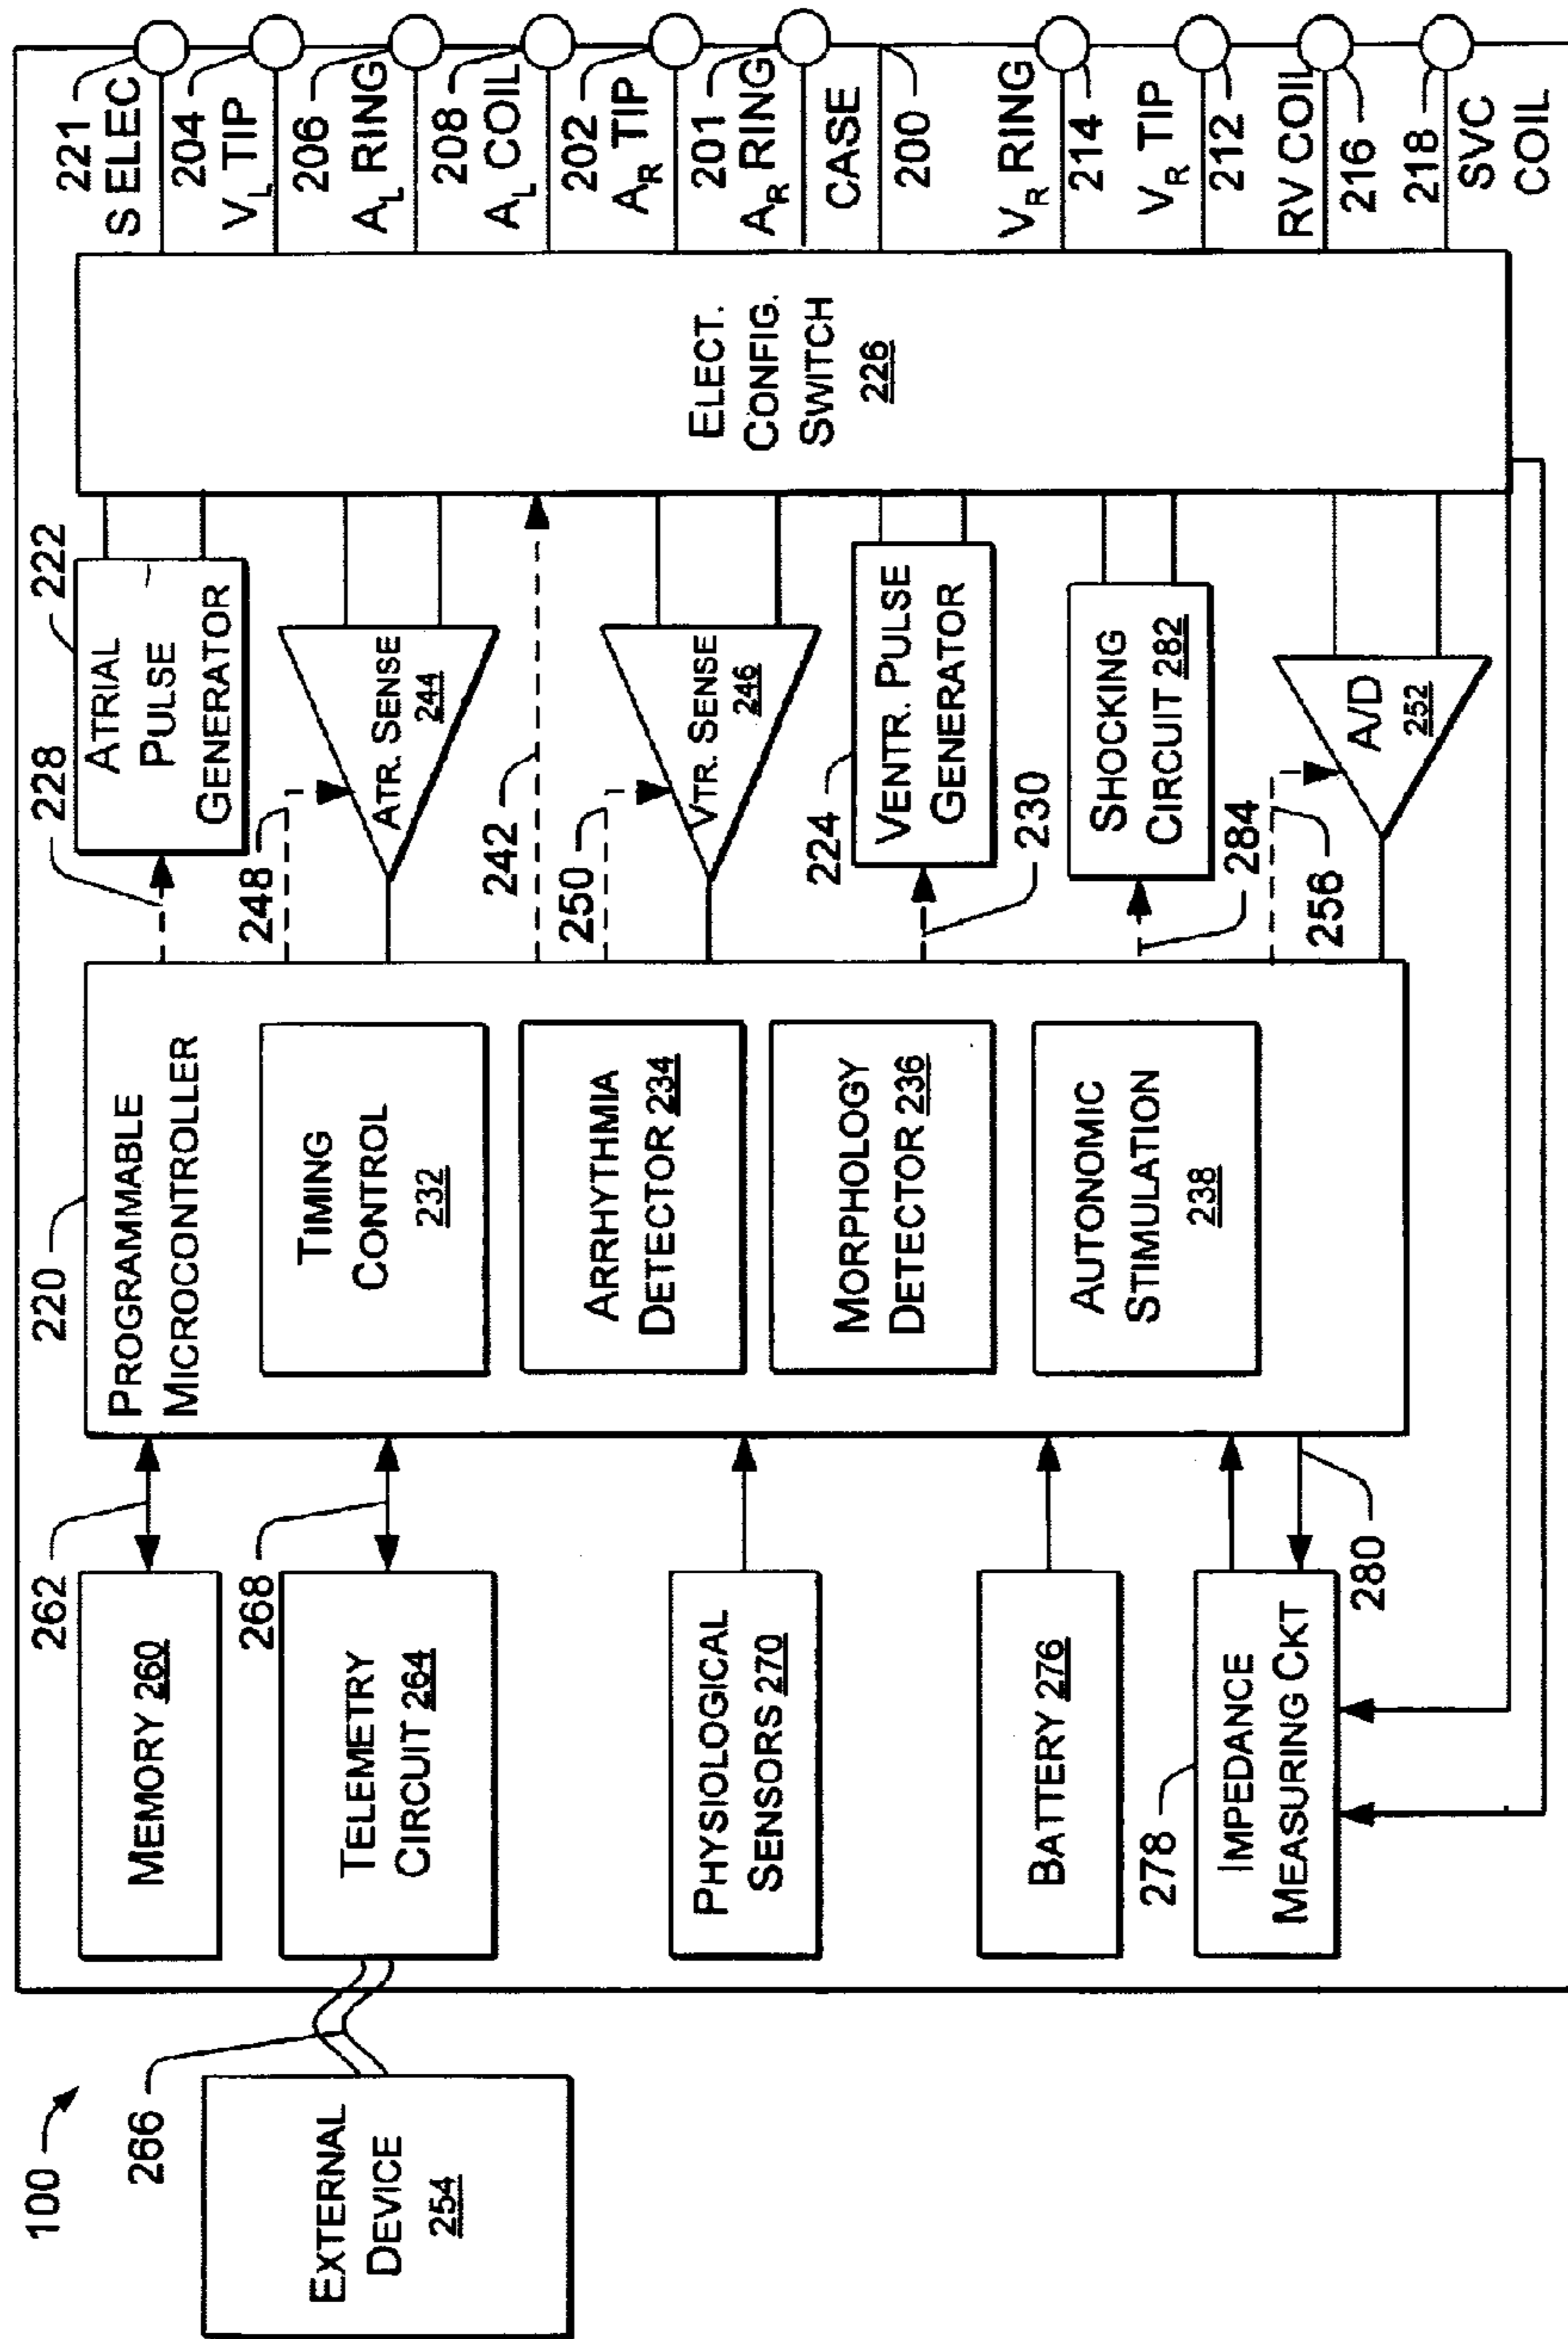 100
266
EXTERNAL
DEVICE
254
262
MEMORY 260
268
TELEMETRY
CIRCUIT 264
PHYSIOLOGICAL
SENSORS 270
BATTERY 276
278
IMPEDANCE
MEASURING CKT
280
220
PROGRAMMABLE
MICROCONTROLLER
TIMING
CONTROL
232
ARRHYTHMIA
DETECTOR 234
MORPHOLOGY
DETECTOR 236
AUTONOMIC
STIMULATION
238
228
222
ATRIAL
PULSE
GENERATOR
248
ATR. SENSE
244
242
250
VTR. SENSE
246
224
VENTR. PULSE
GENERATOR
230
SHOCKING
CIRCUIT 282
284
256
A/D
252
ELECT.
CONFIG.
SWITCH
226
221
S ELEC
204
VL TIP
206
AL RING
208
AL COIL
202
AR TIP
201
AR RING
CASE
200
VR RING
214
VR TIP
212
RV COIL
216
218
SVC
COIL